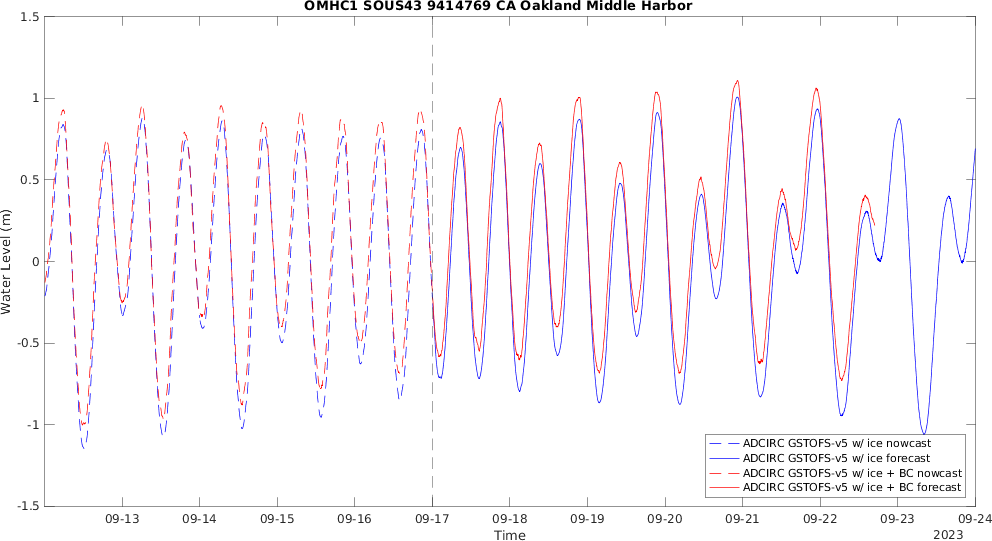 OMHC1 SOUS43 9414769 CA Oakland Middle Harbor
1.5
1
0.5
0
-0.5
-1
-1.5
Water Level (m)
09-13 09-14 09-15 09-16 09-17 09-18 09-19 09-20 09-21 09-22 09-23 09-24
Time
2023
ADCIRC GSTOFS-v5 w/ ice nowcast
ADCIRC GSTOFS-v5 w/ ice forecast
ADCIRC GSTOFS-v5 w/ ice + BC nowcast
ADCIRC GSTOFS-v5 w/ ice + BC forecast